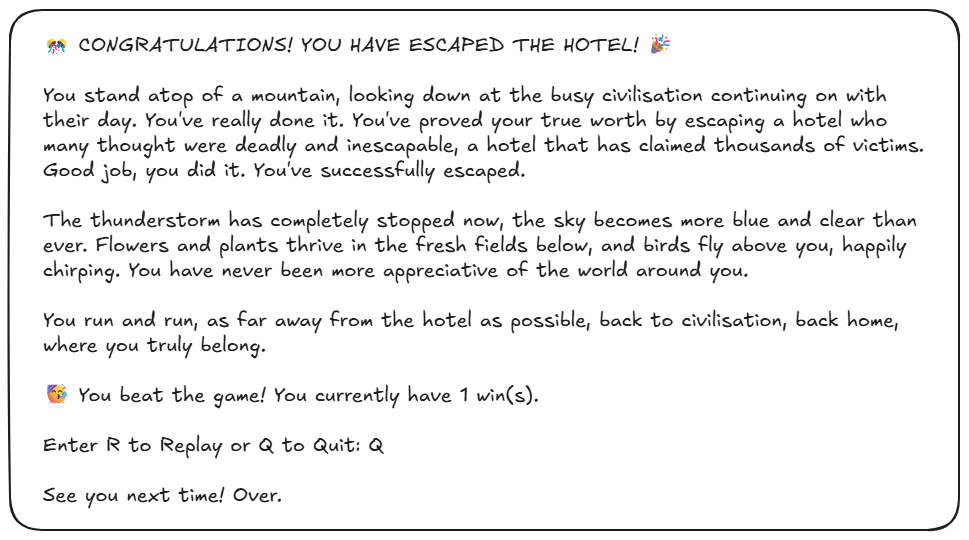 🎊 CONGRATULATIONS! YOU HAVE ESCAPED THE HOTEL! 🎉
You stand atop of a mountain, looking down at the busy civilisation continuing on with
their day. You've really done it. You've proved your true worth by escaping a hotel who
many thought were deadly and inescapable, a hotel that has claimed thousands of victims.
Good job, you did it. You've successfully escaped.
The thunderstorm has completely stopped now, the sky becomes more blue and clear than
ever. Flowers and plants thrive in the fresh fields below, and birds fly above you, happily
chirping. You have never been more appreciative of the world around you.
You run and run, as far away from the hotel as possible, back to civilisation, back home,
where you truly belong.
🥳 You beat the game! You currently have 1 win(s).
Enter R to Replay or Q to Quit: Q
See you next time! Over.